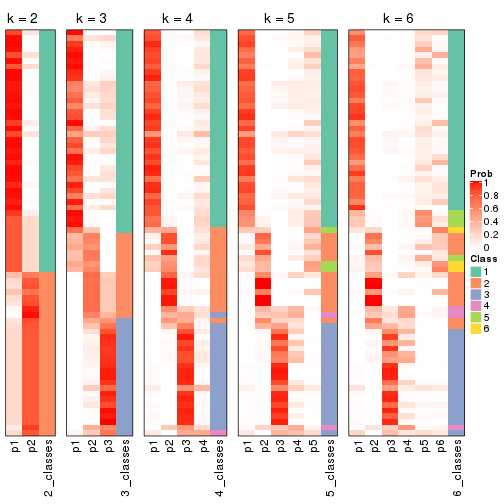 k = 2
k = 3
k = 4
k = 5
k = 6
Prob
1
0.8
0.6
0.4
0.2
0
Class
1
2
3
4
5
6
p1
p2
2_classes
p1
p2
p3
3_classes
p1
p2
p3
p4
4_classes
p1
p2
p3
p4
p5
5_classes
p1
p2
p3
p4
p5
p6
6_classes